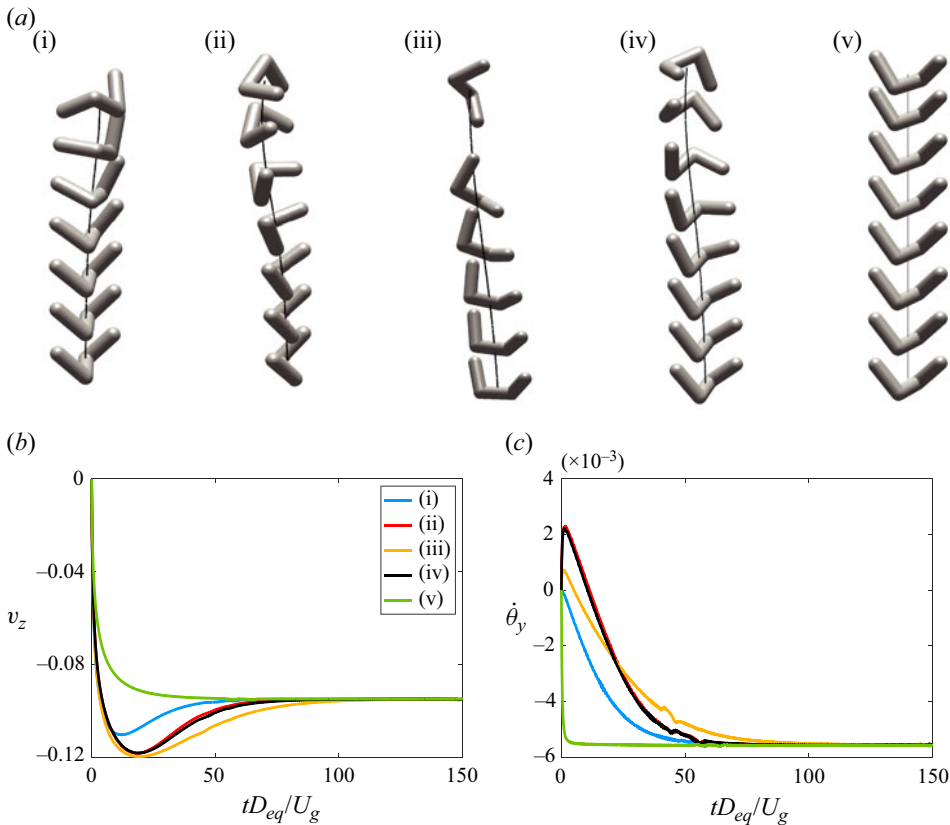 (a)
(i) (ii) (iii) (iv) (v)
(b) (c)
(×10⁻³)
0
−0.04
−0.08
−0.12
v_z
(i)
(ii)
(iii)
(iv)
(v)
0 50 100 150
tD_eq/U_g
4
2
0
−2
−4
−6
θ̇_y
0 50 100 150
tD_eq/U_g